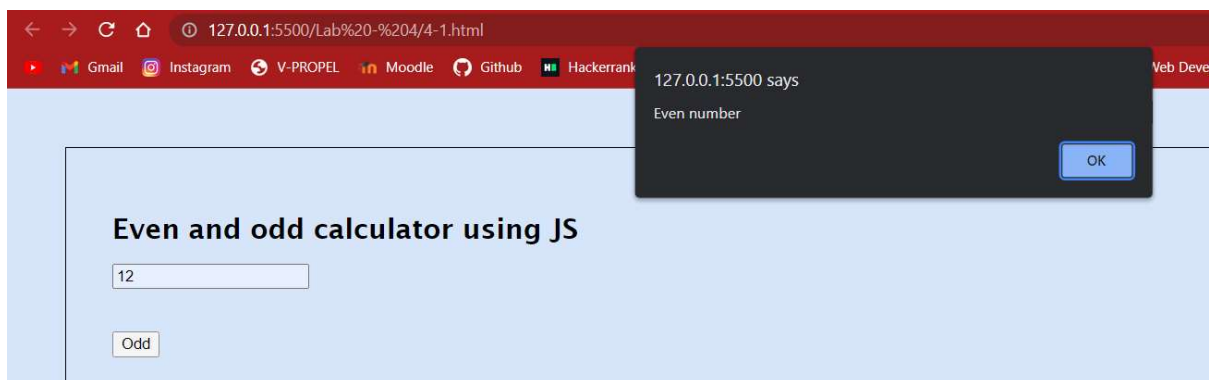 127.0.0.1:5500/Lab%20-%204/4-1.html
Gmail Instagram V-PROPEL Moodle Github Hackerrank
Web Deve
127.0.0.1:5500 says
Even number
OK
Even and odd calculator using JS
12
Odd